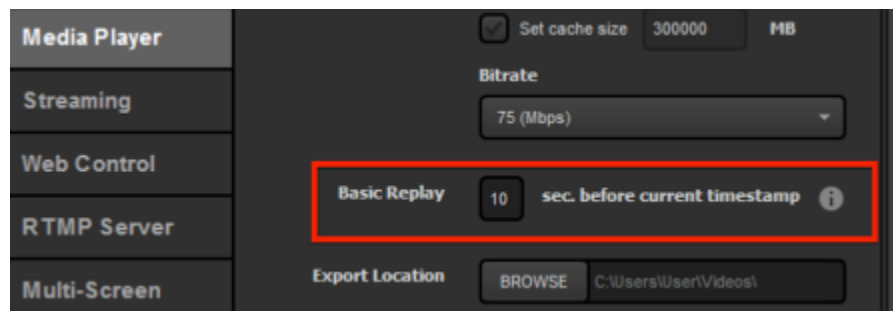 Media Player
Streaming
Web Control
RTMP Server
Multi-Screen
Set cache size 300000 MB
Bitrate
75 (Mbps)
Basic Replay 10 sec. before current timestamp i
Export Location BROWSE C:\Users\User\Videos\